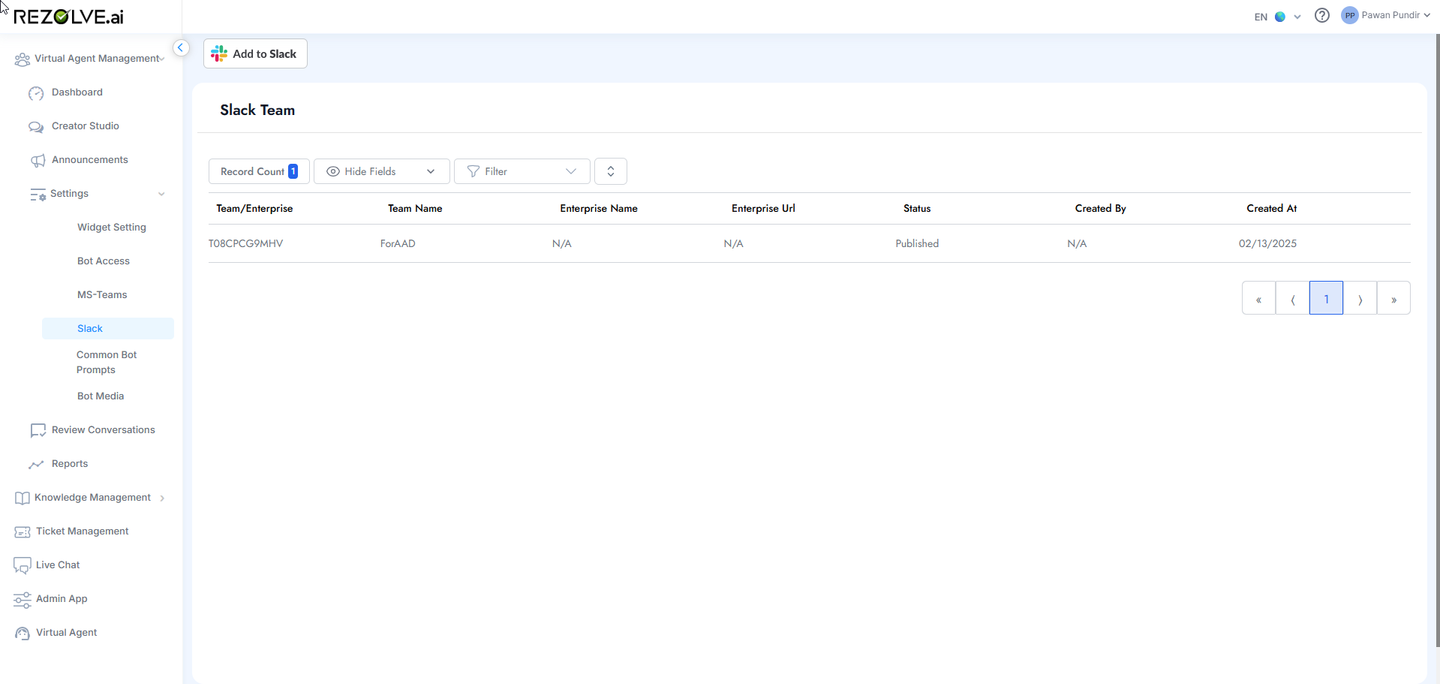 REZOLVE.ai
EN
PP
Pawan Pundir
Virtual Agent Management
Dashboard
Creator Studio
Announcements
Settings
Widget Setting
Bot Access
MS-Teams
Slack
Common Bot
Prompts
Bot Media
Review Conversations
Reports
Knowledge Management
Ticket Management
Live Chat
Admin App
Virtual Agent
Add to Slack
Slack Team
Record Count 1
Hide Fields
Filter
Team/Enterprise Team Name Enterprise Name Enterprise Url Status Created By Created At
T08CPCG9MHV ForAAD N/A N/A Published N/A 02/13/2025
« ⟨ 1 ⟩ »